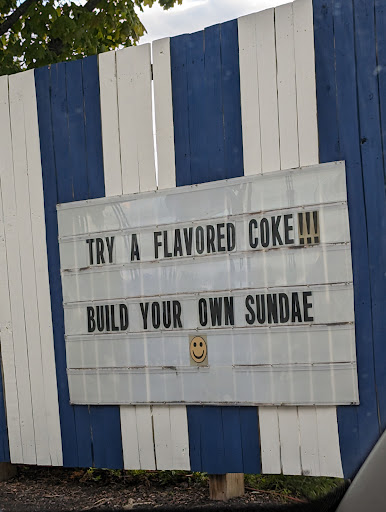 TRY A FLAVORED COKE!!!
BUILD YOUR OWN SUNDAE